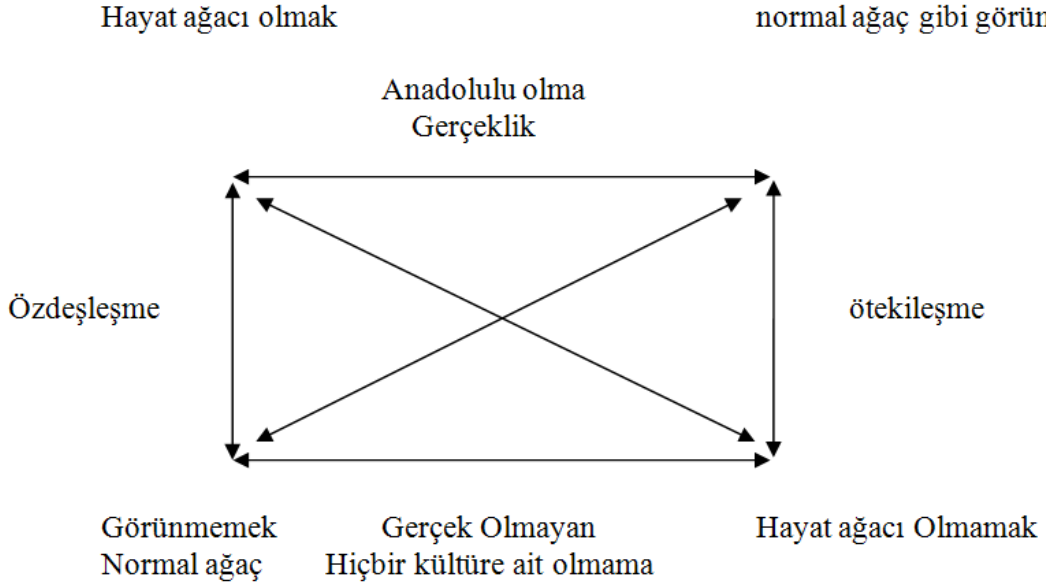 Hayat ağacı olmak
normal ağaç gibi
Anadolulu olma
Gerçeklik
Özdeşleşme
ötekileşme
Görünmemek
Normal ağaç
Gerçek Olmayan
Hiçbir kültüre ait olmama
Hayat ağacı Olmamak